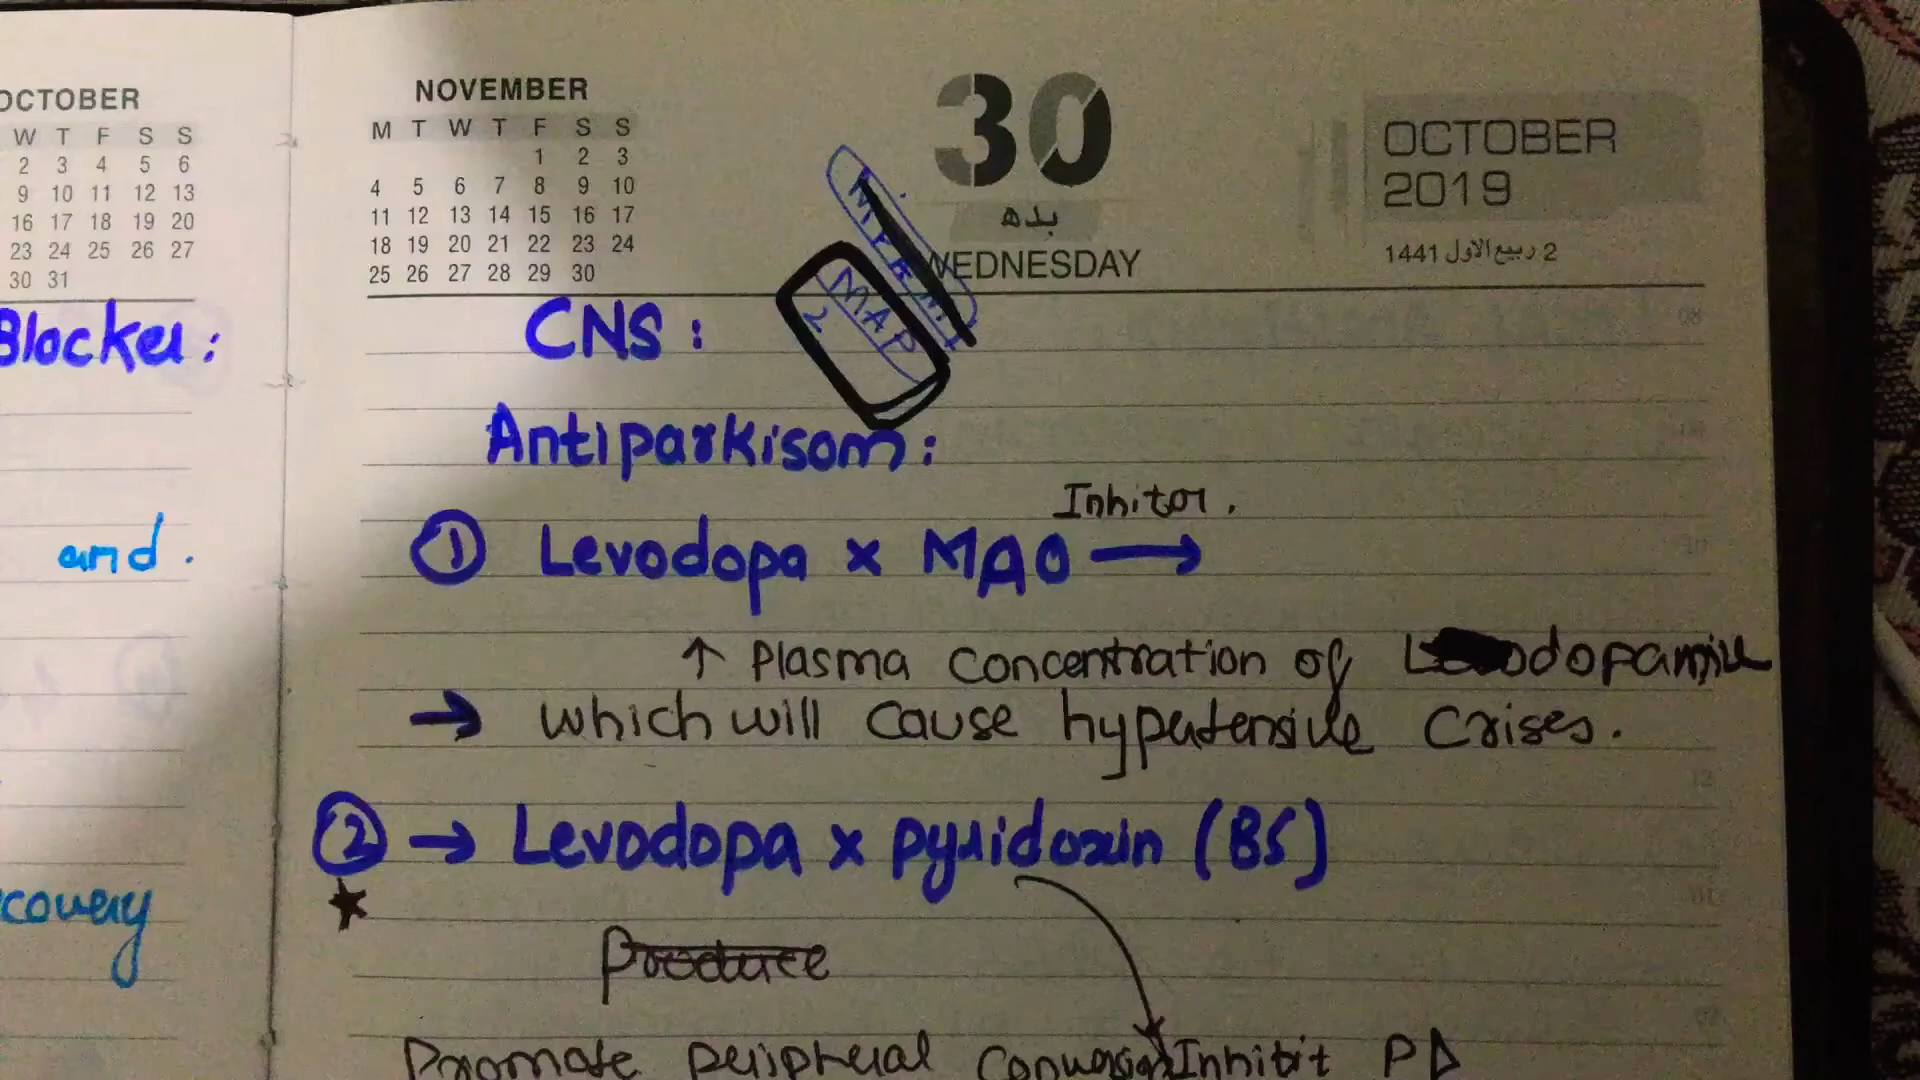 OCTOBER
W T F S S
2 3 4 5 6
9 10 11 12 13
16 17 18 19 20
23 24 25 26 27
30 31
Blocker:
and.
covery
NOVEMBER
M T W T F S S
1 2 3
4 5 6 7 8 9 10
11 12 13 14 15 16 17
18 19 20 21 22 23 24
25 26 27 28 29 30
30
بدھ
WEDNESDAY
OCTOBER
2019
2 ربیع الاول 1441
MAP
2
CNS:
Antiparkisom:
Inhitor.
① Levodopa x MAO →
↑ Plasma concentration of dopamine
→ which will cause hypertensive crises.
② → Levodopa x pyridoxin (B5)
★
Produce
Promote peripheral conversion Inhibit PD